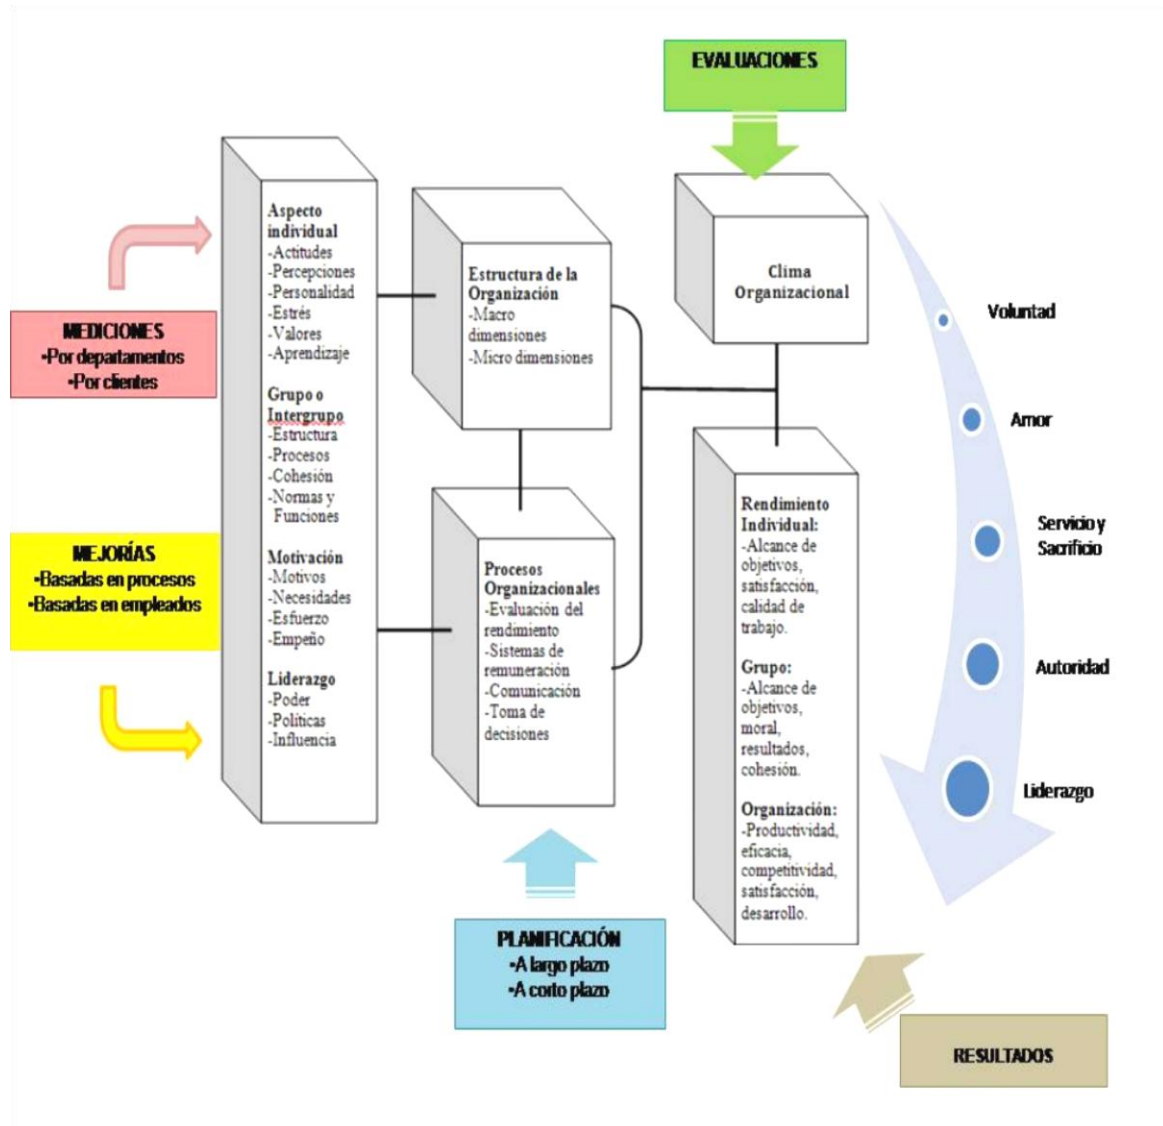 EVALUACIONES
Aspecto
individual
-Actitudes
-Percepciones
-Personalidad
-Estrés
-Valores
-Aprendizaje
Grupo o
Intergrupo
-Estructura
-Procesos
-Cohesión
-Normas y
Funciones
Motivación
-Motivos
-Necesidades
-Esfuerzo
-Empeño
Liderazgo
-Poder
-Políticas
-Influencia
MEDICIONES
•Por departamentos
•Por clientes
MEJORÍAS
•Basadas en procesos
•Basadas en empleados
Estructura de la
Organización
-Macro
dimensiones
-Micro dimensiones
Procesos
Organizacionales
-Evaluación del
rendimiento
-Sistemas de
remuneración
-Comunicación
-Toma de
decisiones
PLANIFICACIÓN
•A largo plazo
•A corto plazo
Clima
Organizacional
Rendimiento
Individual:
-Alcance de
objetivos,
satisfacción,
calidad de
trabajo.
Grupo:
-Alcance de
objetivos,
moral,
resultados,
cohesión.
Organización:
-Productividad,
eficacia,
competitividad,
satisfacción,
desarrollo.
Voluntad
Amor
Servicio y
Sacrificio
Autoridad
Liderazgo
RESULTADOS